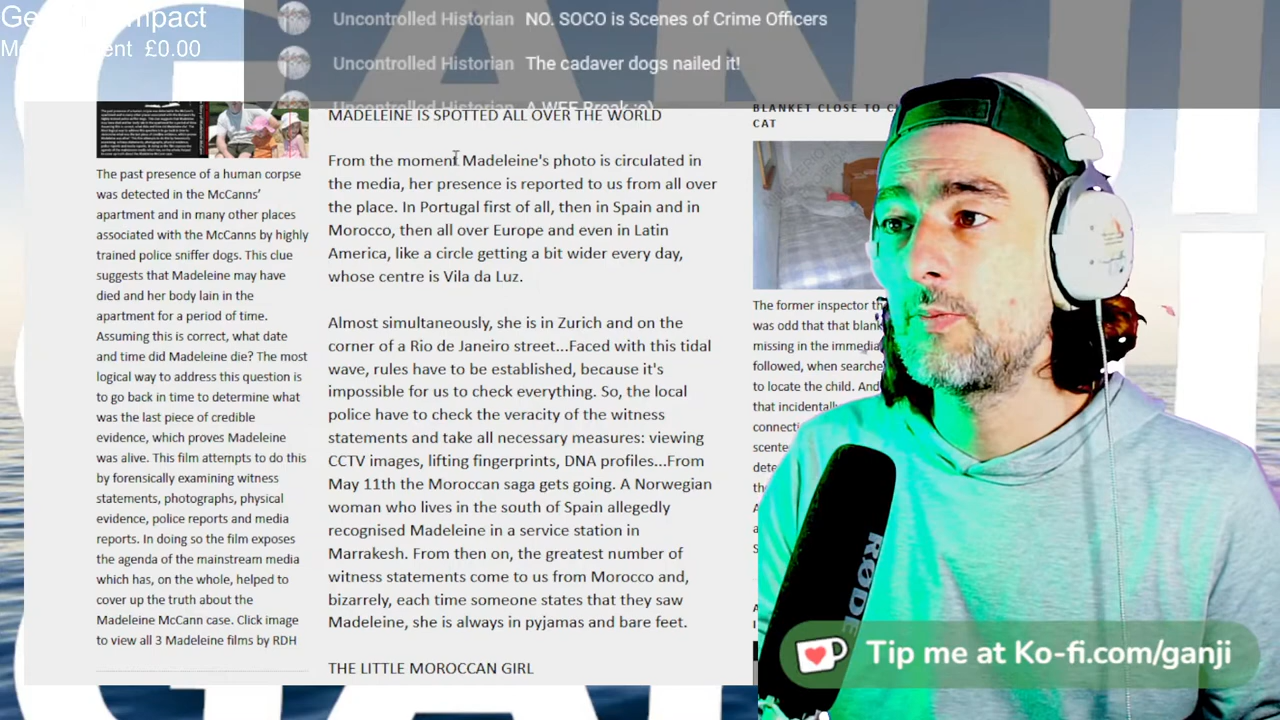 Uncontrolled Historian NO. SOCO is Scenes of Crime Officers
Uncontrolled Historian The cadaver dogs nailed it!
Uncontrolled Historian A WEE Break :o)
£0.00
The past presence of a human corpse
was detected in the McCanns'
apartment and in many other places
associated with the McCanns by highly
trained police sniffer dogs. This clue
suggests that Madeleine may have
died and her body lain in the
apartment for a period of time.
Assuming this is correct, what date
and time did Madeleine die? The most
logical way to address this question is
to go back in time to determine what
was the last piece of credible
evidence, which proves Madeleine
was alive. This film attempts to do this
by forensically examining witness
statements, photographs, physical
evidence, police reports and media
reports. In doing so the film exposes
the agenda of the mainstream media
which has, on the whole, helped to
cover up the truth about the
Madeleine McCann case. Click image
to view all 3 Madeleine films by RDH
MADELEINE IS SPOTTED ALL OVER THE WORLD
From the moment Madeleine's photo is circulated in
the media, her presence is reported to us from all over
the place. In Portugal first of all, then in Spain and in
Morocco, then all over Europe and even in Latin
America, like a circle getting a bit wider every day,
whose centre is Vila da Luz.
Almost simultaneously, she is in Zurich and on the
corner of a Rio de Janeiro street...Faced with this tidal
wave, rules have to be established, because it's
impossible for us to check everything. So, the local
police have to check the veracity of the witness
statements and take all necessary measures: viewing
CCTV images, lifting fingerprints, DNA profiles...From
May 11th the Moroccan saga gets going. A Norwegian
woman who lives in the south of Spain allegedly
recognised Madeleine in a service station in
Marrakesh. From then on, the greatest number of
witness statements come to us from Morocco and,
bizarrely, each time someone states that they saw
Madeleine, she is always in pyjamas and bare feet.
THE LITTLE MOROCCAN GIRL
BLANKET CLOSE TO C
CAT
The former inspector th
was odd that that blank
missing in the immedia
followed, when searche
to locate the child. And
that incidentally
connecti
scente
dete
RØDE
Tip me at Ko-fi.com/ganji